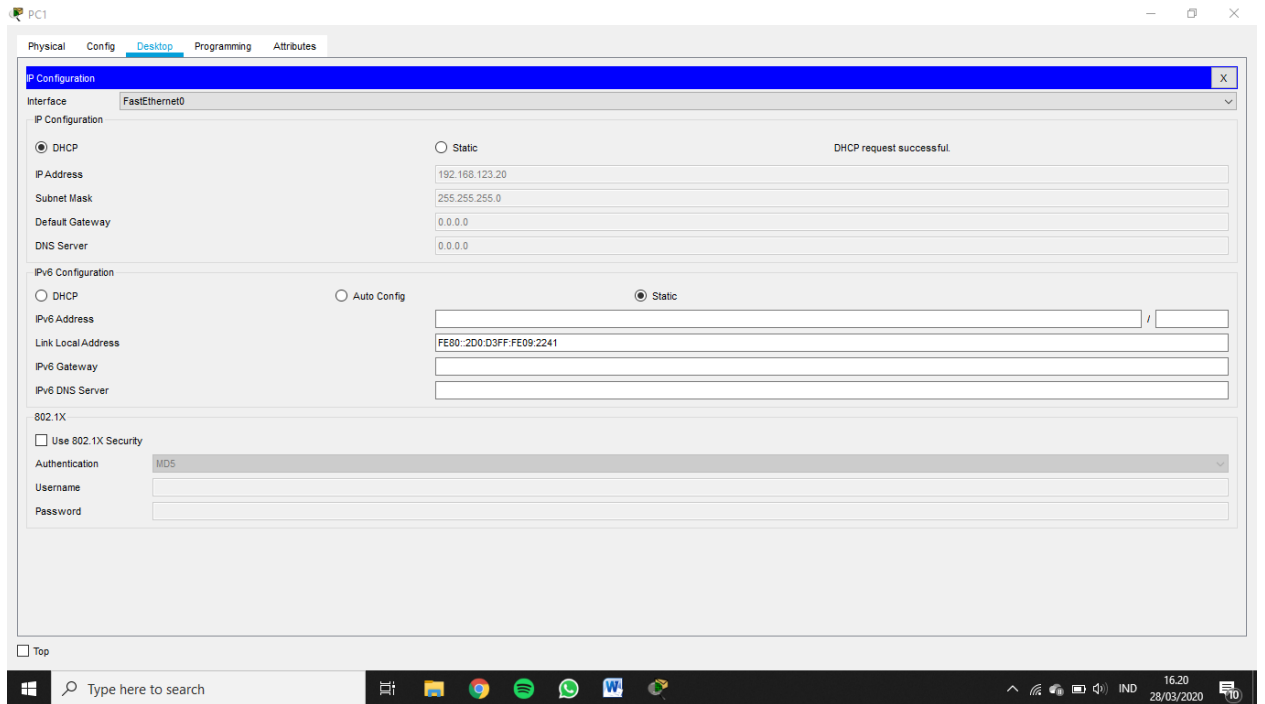 PC1
Physical Config Desktop Programming Attributes
IP Configuration X
Interface FastEthernet0
IP Configuration
DHCP Static DHCP request successful.
IP Address 192.168.123.20
Subnet Mask 255.255.255.0
Default Gateway 0.0.0.0
DNS Server 0.0.0.0
IPv6 Configuration
DHCP Auto Config Static
IPv6 Address /
Link Local Address FE80::2D0:D3FF:FE09:2241
IPv6 Gateway
IPv6 DNS Server
802.1X
Use 802.1X Security
Authentication MD5
Username
Password
Top
Type here to search W IND 16.20
28/03/2020 10